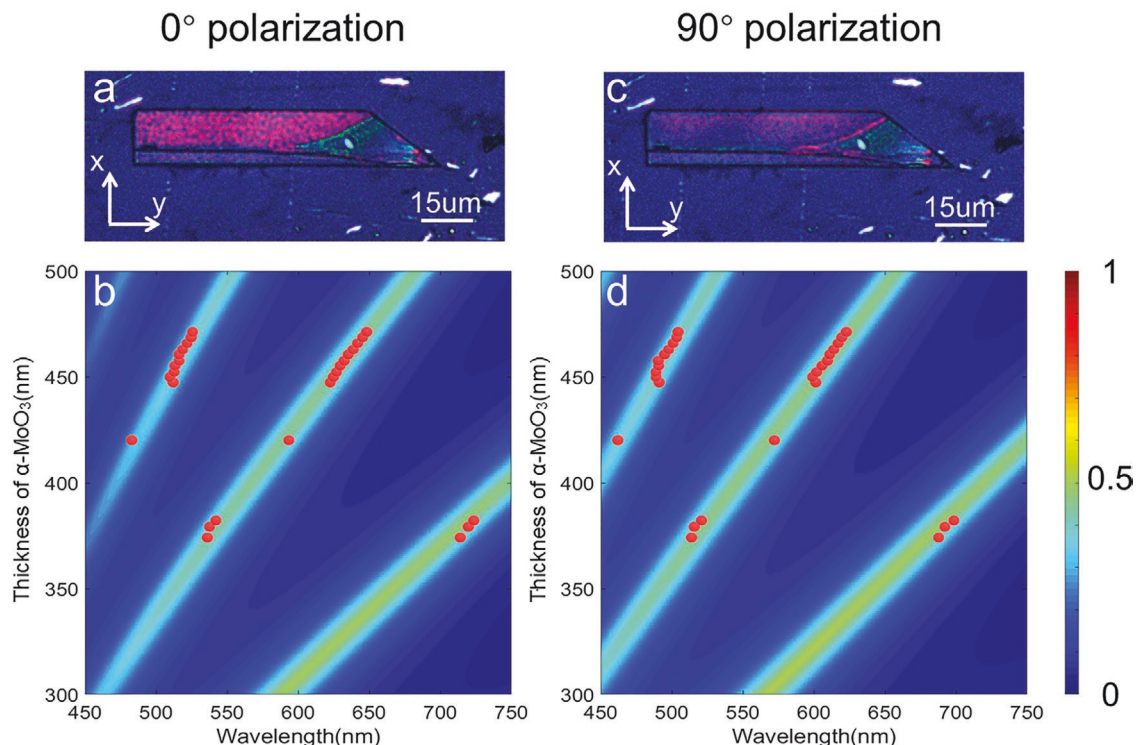 0° polarization
90° polarization
a
x
y
15um
c
x
y
15um
b
500
450
400
350
300
Thickness of α-MoO₃(nm)
450 500 550 600 650 700 750
Wavelength(nm)
d
500
450
400
350
300
Thickness of α-MoO₃(nm)
450 500 550 600 650 700 750
Wavelength(nm)
1
0.5
0